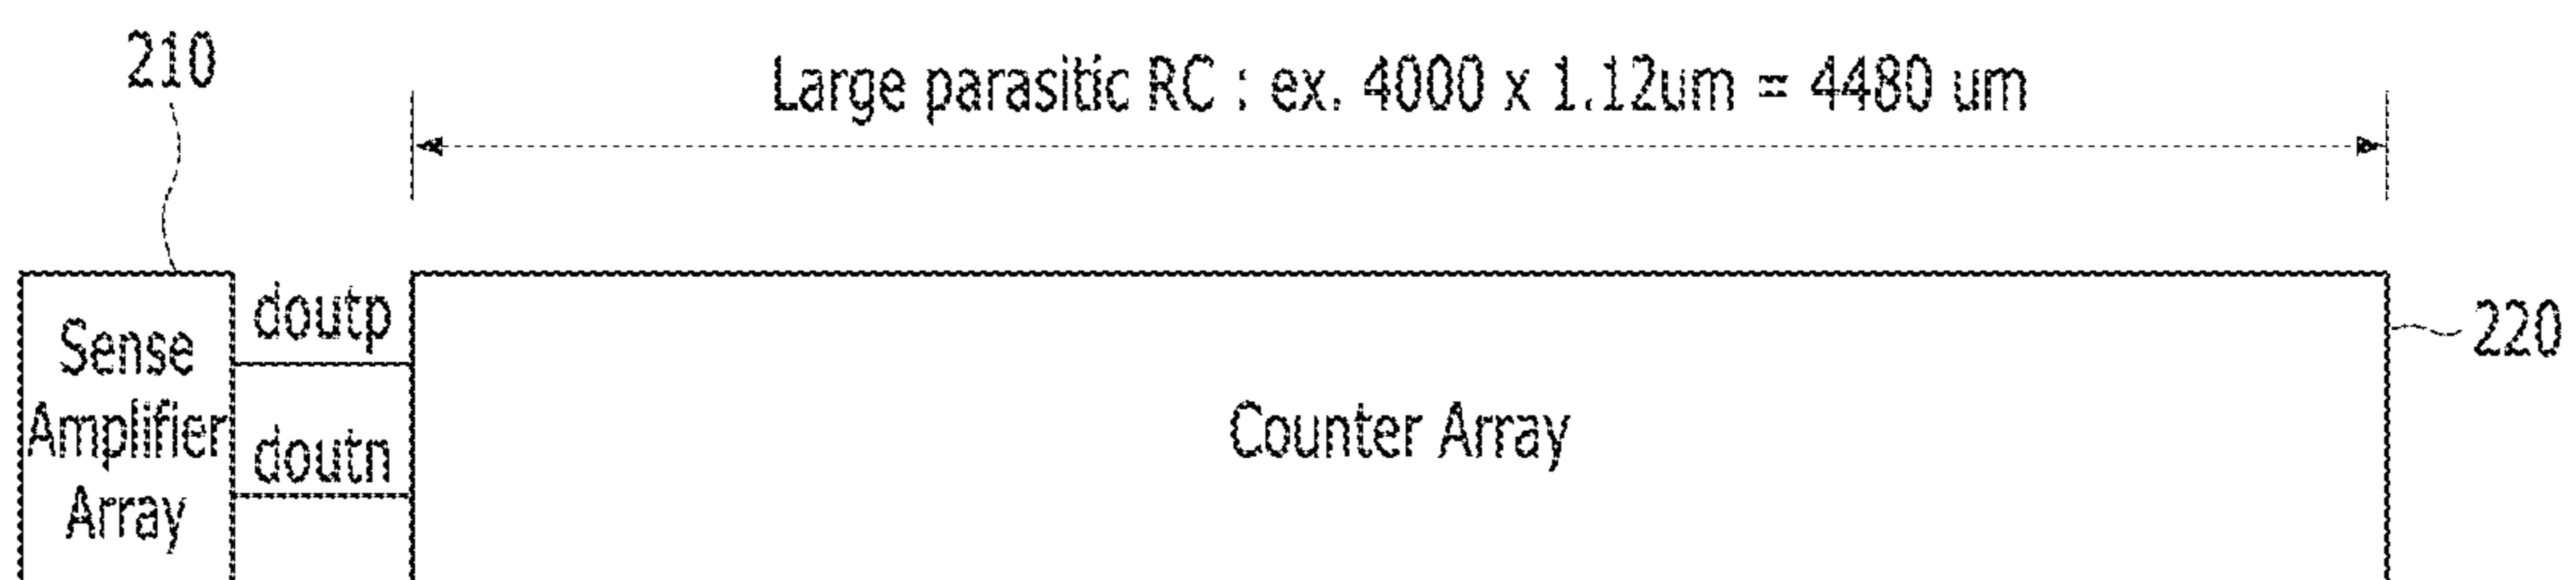 210
Large parasitic RC : ex. 4000 x 1.12um = 4480 um
doutp
Sense
Amplifier
Array
doutn
Counter Array
220